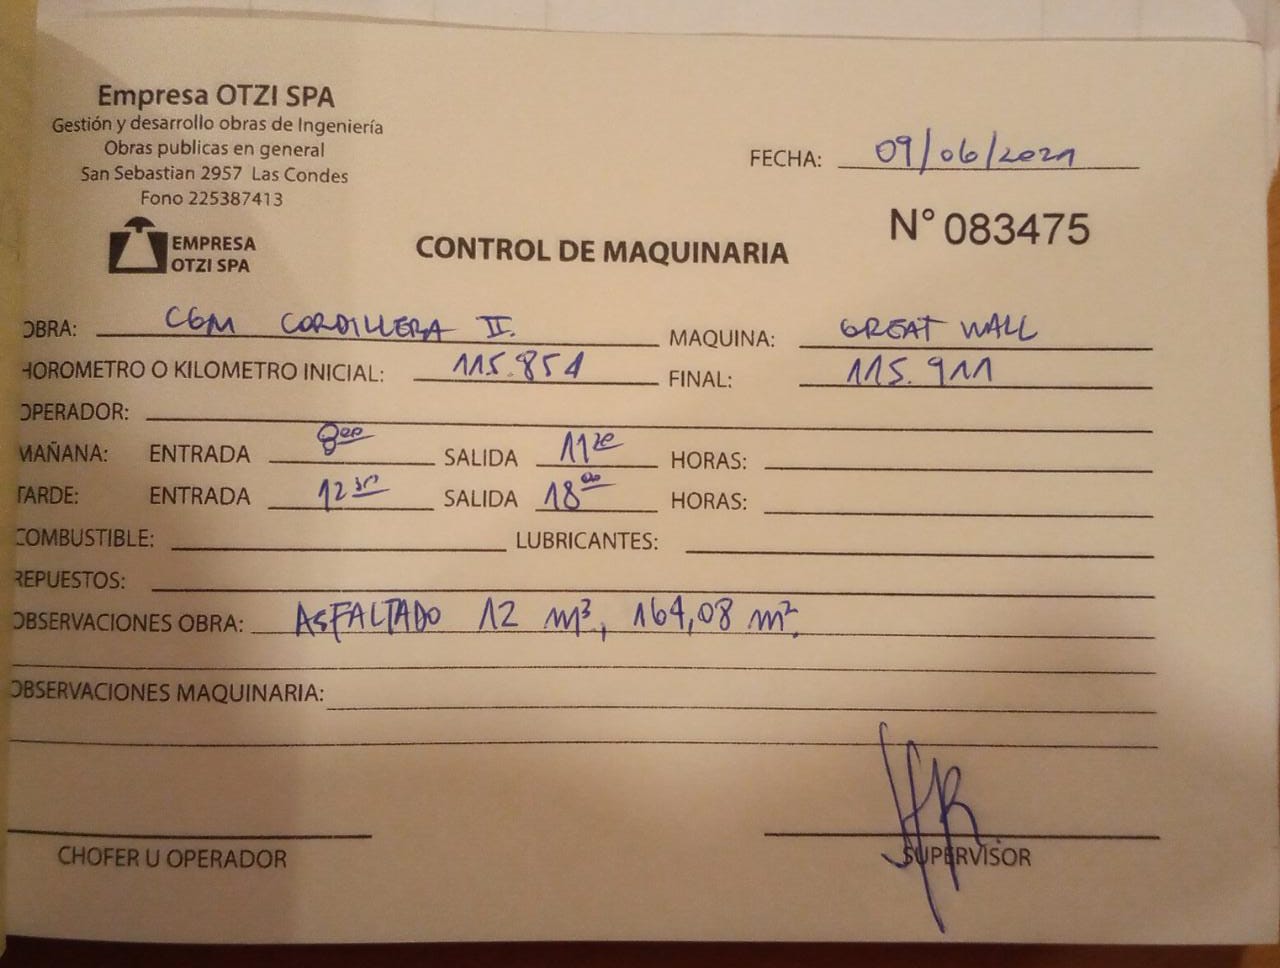 Empresa OTZI SPA
Gestión y desarrollo obras de Ingeniería
Obras publicas en general
San Sebastian 2957 Las Condes
Fono 225387413
FECHA: 09/06/2021
N° 083475
EMPRESA
OTZI SPA
CONTROL DE MAQUINARIA
OBRA: CGM CORDILLERA II. MAQUINA: GREAT WALL
HOROMETRO O KILOMETRO INICIAL: 115.851 FINAL: 115.911
OPERADOR:
MAÑANA: ENTRADA 8 00 SALIDA 11 30 HORAS:
TARDE: ENTRADA 12 30 SALIDA 18 00 HORAS:
COMBUSTIBLE: LUBRICANTES:
REPUESTOS:
OBSERVACIONES OBRA: ASFALTADO 12 m³, 164,08 m².
OBSERVACIONES MAQUINARIA:
CHOFER U OPERADOR SUPERVISOR